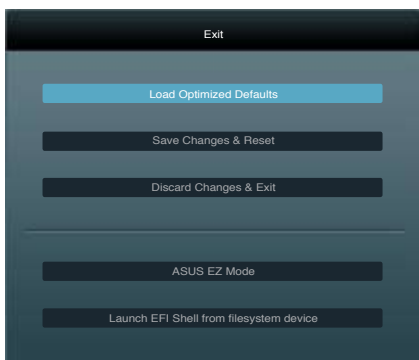 Exit
Load Optimized Defaults
Save Changes & Reset
Discard Changes & Exit
ASUS EZ Mode
Launch EFI Shell from filesystem device